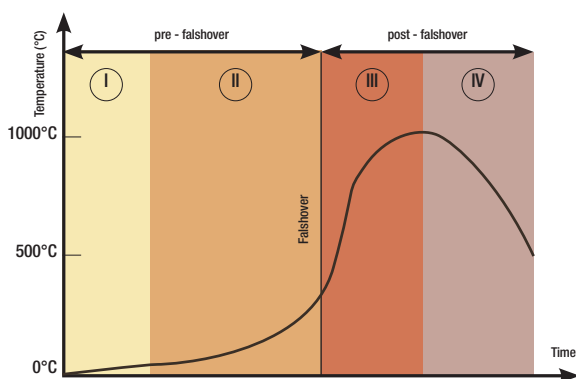 pre - falshover
post - falshover
Temperature (°C)
I
II
III
IV
1000°C
500°C
Falshover
0°C
Time